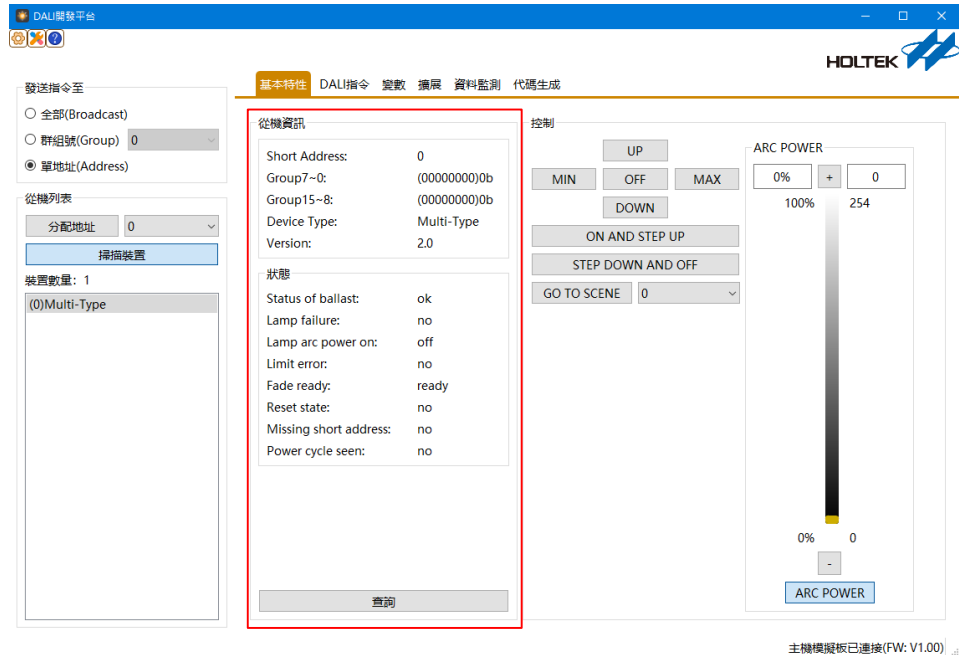 DALI開發平台
HOLTEK
發送指令至
全部(Broadcast)
群組號(Group) 0
單地址(Address)
從機列表
分配地址 0
掃描裝置
裝置數量: 1
(0)Multi-Type
基本特性 DALI指令 變數 擴展 資料監測 代碼生成
從機資訊
Short Address: 0
Group7~0: (00000000)0b
Group15~8: (00000000)0b
Device Type: Multi-Type
Version: 2.0
狀態
Status of ballast: ok
Lamp failure: no
Lamp arc power on: off
Limit error: no
Fade ready: ready
Reset state: no
Missing short address: no
Power cycle seen: no
查詢
控制
UP
MIN OFF MAX
DOWN
ON AND STEP UP
STEP DOWN AND OFF
GO TO SCENE 0
ARC POWER
0% + 0
100% 254
0% 0
-
ARC POWER
主機模擬板已連接(FW: V1.00)